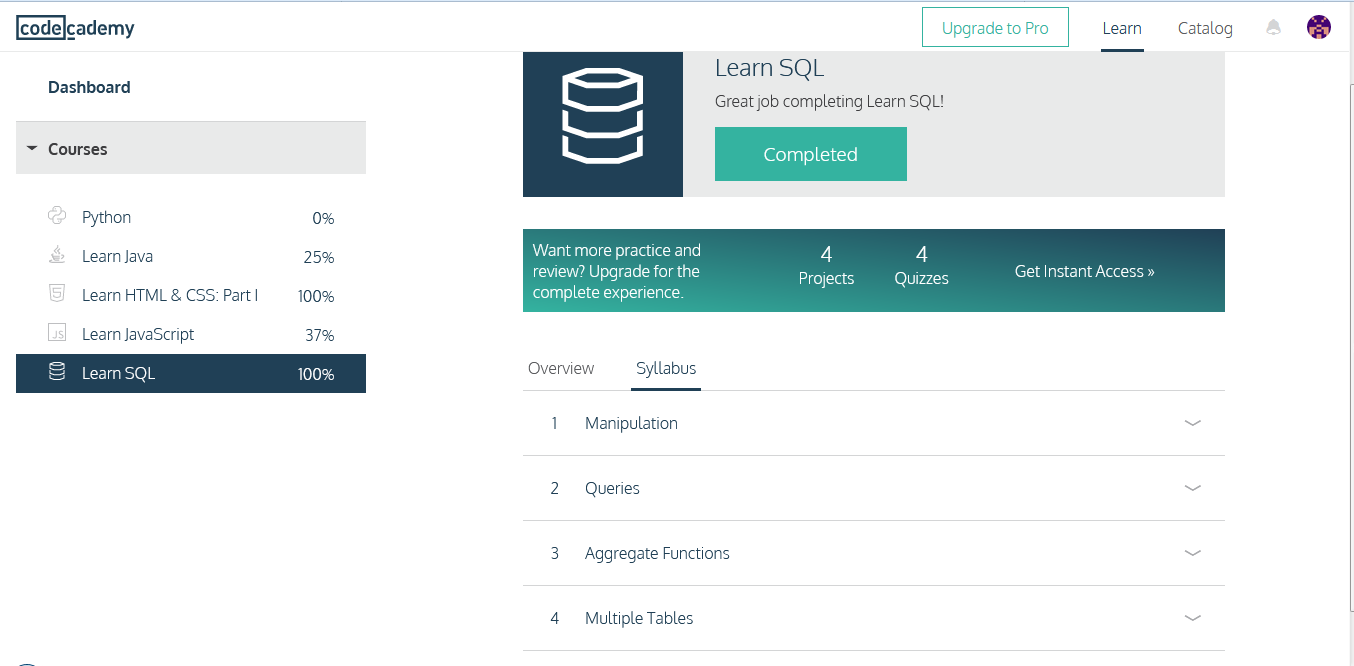 codecademy
Upgrade to Pro
Learn
Catalog
Dashboard
Courses
Python 0%
Learn Java 25%
Learn HTML & CSS: Part I 100%
JS Learn JavaScript 37%
Learn SQL 100%
Learn SQL
Great job completing Learn SQL!
Completed
Want more practice and
review? Upgrade for the
complete experience.
4
Projects
4
Quizzes
Get Instant Access »
Overview
Syllabus
1 Manipulation
2 Queries
3 Aggregate Functions
4 Multiple Tables